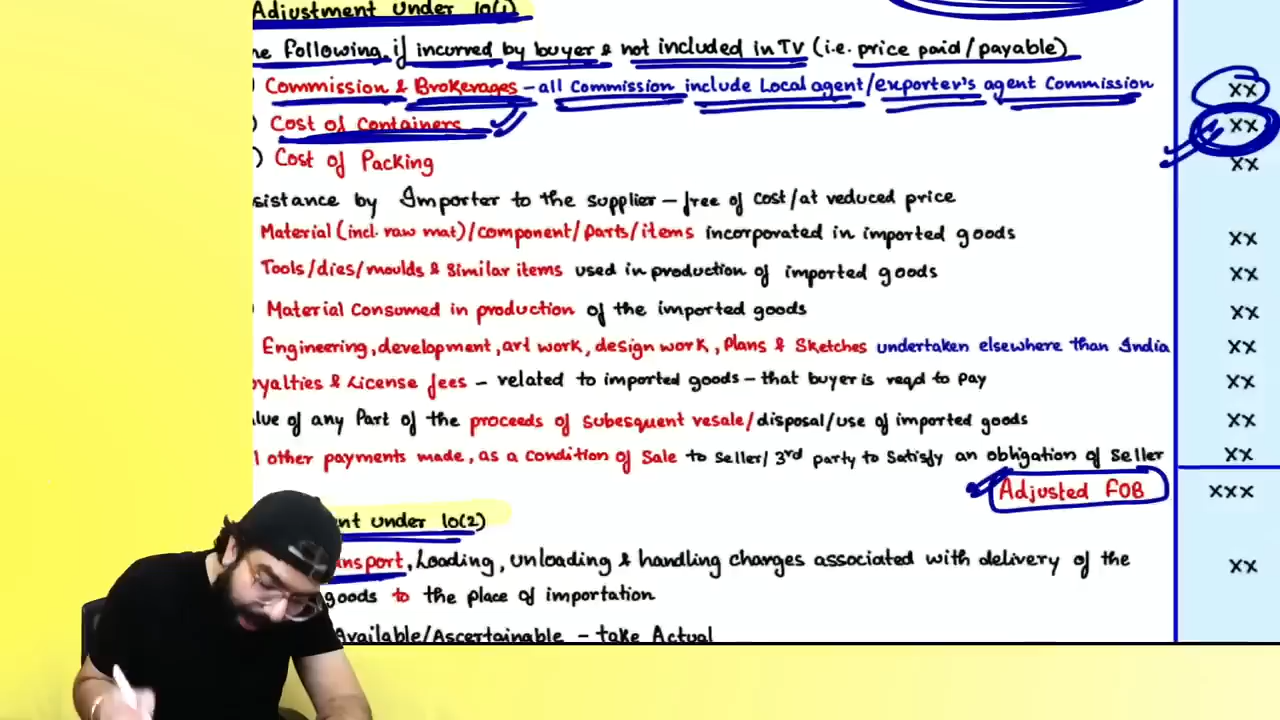 Adjustment under 10(1)
he following, if incurred by buyer & not included in TV (i.e. price paid/payable)
) Commission & Brokerages - all Commission include Local agent/exporter's agent Commission XX
) Cost of Containers XX
) Cost of Packing XX
sistance by Importer to the supplier - free of cost/at reduced price
Material (incl. raw mat)/component/parts/items incorporated in imported goods XX
Tools/dies/moulds & similar items used in production of imported goods XX
) Material Consumed in production of the imported goods XX
Engineering, development, art work, design work, Plans & Sketches undertaken elsewhere than India XX
oyalties & License fees - related to imported goods - that buyer is reqd to pay XX
lue of any Part of the proceeds of Subesquent resale/disposal/use of imported goods XX
l other payments made, as a condition of Sale to Seller/3rd party to Satisfy an obligation of Seller XX
Adjusted FOB XXX
nt under 10(2)
nsport, Loading, unloading & handling charges associated with delivery of the XX
goods to the place of importation
Available/Ascertainable - take Actual